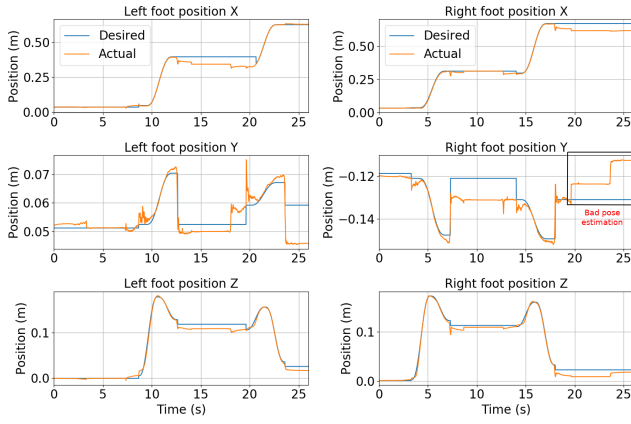 Left foot position X
Right foot position X
Position (m)
0.50
0.25
0.00
Desired
Actual
0 5 10 15 20 25
Position (m)
0.50
0.25
0.00
Desired
Actual
0 5 10 15 20 25
Left foot position Y
Right foot position Y
Position (m)
0.07
0.06
0.05
0 5 10 15 20 25
Position (m)
−0.12
−0.14
Bad pose
estimation
0 5 10 15 20 25
Left foot position Z
Right foot position Z
Position (m)
0.1
0.0
0 5 10 15 20 25
Time (s)
Position (m)
0.1
0.0
0 5 10 15 20 25
Time (s)